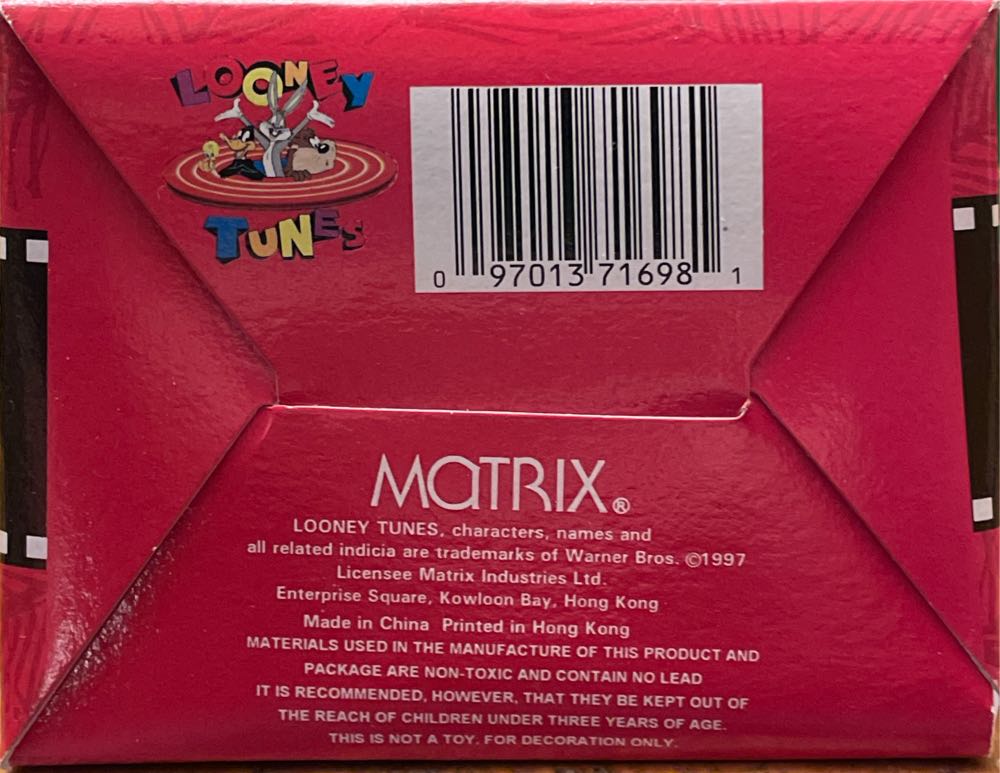 LOONEY
TUNES
0 97013 71698 1
MATRIX®
LOONEY TUNES, characters, names and
all related indicia are trademarks of Warner Bros. ©1997
Licensee Matrix Industries Ltd.
Enterprise Square, Kowloon Bay, Hong Kong
Made in China Printed in Hong Kong
MATERIALS USED IN THE MANUFACTURE OF THIS PRODUCT AND
PACKAGE ARE NON-TOXIC AND CONTAIN NO LEAD
IT IS RECOMMENDED, HOWEVER, THAT THEY BE KEPT OUT OF
THE REACH OF CHILDREN UNDER THREE YEARS OF AGE.
THIS IS NOT A TOY. FOR DECORATION ONLY.